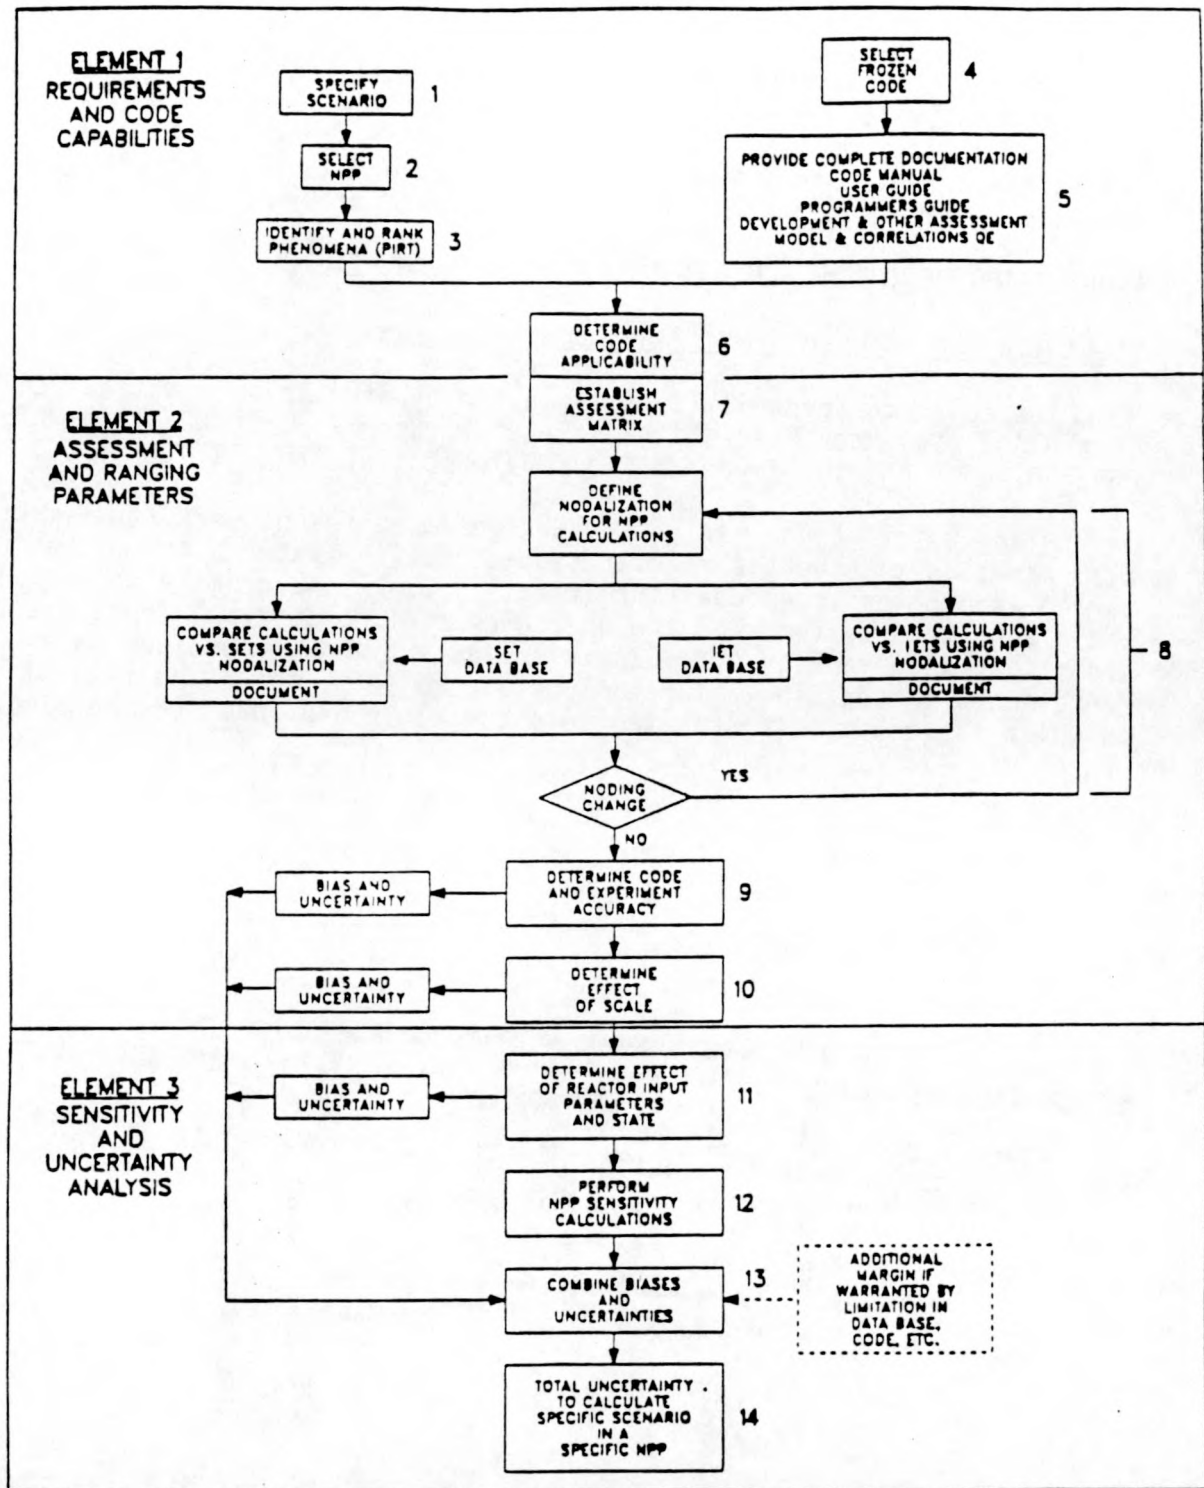 ELEMENT 1
REQUIREMENTS
AND CODE
CAPABILITIES
SPECIFY
SCENARIO
1
SELECT
NPP
2
IDENTIFY AND RANK
PHENOMENA (PIRT)
3
SELECT
FROZEN
CODE
4
PROVIDE COMPLETE DOCUMENTATION
CODE MANUAL
USER GUIDE
PROGRAMMERS GUIDE
DEVELOPMENT & OTHER ASSESSMENT
MODEL & CORRELATIONS QE
5
DETERMINE
CODE
APPLICABILITY
6
ELEMENT 2
ASSESSMENT
AND RANGING
PARAMETERS
ESTABLISH
ASSESSMENT
MATRIX
7
DEFINE
NODALIZATION
FOR NPP
CALCULATIONS
COMPARE CALCULATIONS
VS. SETS USING NPP
NODALIZATION
DOCUMENT
SET
DATA BASE
IET
DATA BASE
COMPARE CALCULATIONS
VS. IETS USING NPP
NODALIZATION
DOCUMENT
8
NODING
CHANGE
YES
NO
BIAS AND
UNCERTAINTY
DETERMINE CODE
AND EXPERIMENT
ACCURACY
9
BIAS AND
UNCERTAINTY
DETERMINE
EFFECT
OF SCALE
10
ELEMENT 3
SENSITIVITY
AND
UNCERTAINTY
ANALYSIS
BIAS AND
UNCERTAINTY
DETERMINE EFFECT
OF REACTOR INPUT
PARAMETERS
AND STATE
11
PERFORM
NPP SENSITIVITY
CALCULATIONS
12
COMBINE BIASES
AND
UNCERTAINTIES
13
ADDITIONAL
MARGIN IF
WARRANTED BY
LIMITATION IN
DATA BASE,
CODE, ETC.
TOTAL UNCERTAINTY
TO CALCULATE
SPECIFIC SCENARIO
IN A
SPECIFIC NPP
14